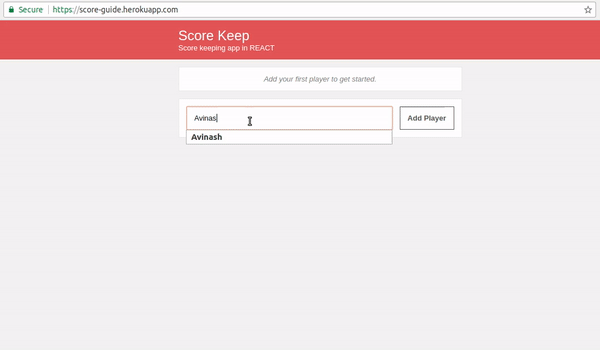 Secure https://score-guide.herokuapp.com
Score Keep
Score keeping app in REACT
Add your first player to get started.
Avinas Add Player
Avinash